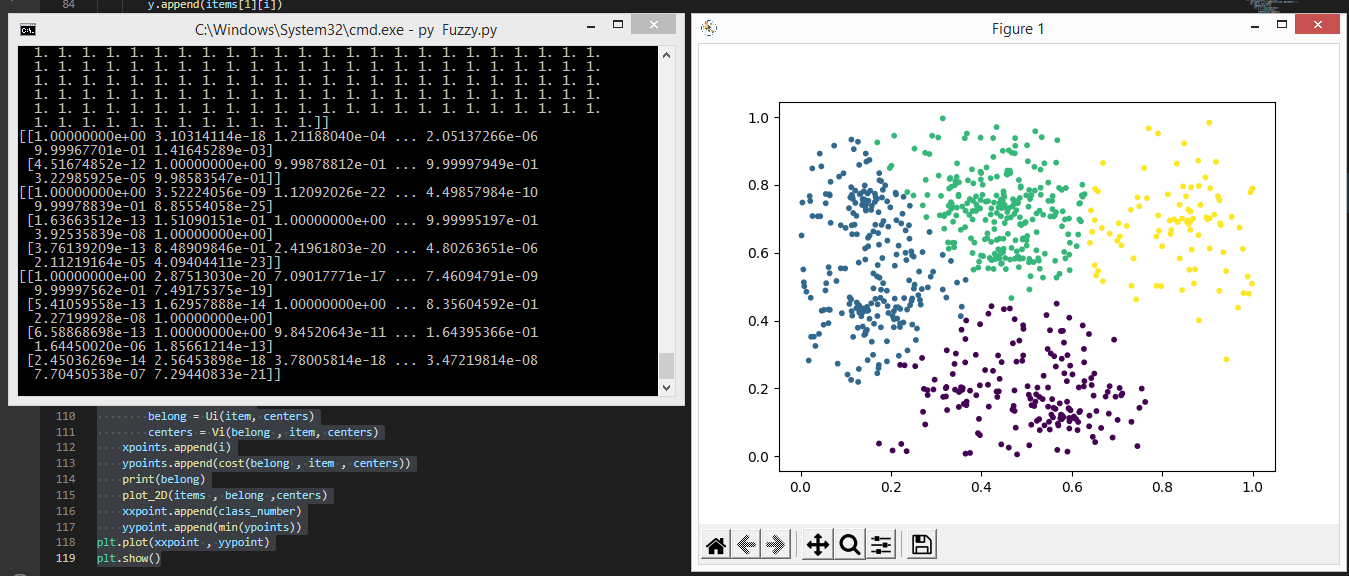 84 y.append(items[1][i])
C:\Windows\System32\cmd.exe - py Fuzzy.py
1. 1. 1. 1. 1. 1. 1. 1. 1. 1. 1. 1. 1. 1. 1. 1. 1. 1. 1. 1. 1. 1. 1. 1.
1. 1. 1. 1. 1. 1. 1. 1. 1. 1. 1. 1. 1. 1. 1. 1. 1. 1. 1. 1. 1. 1. 1. 1.
1. 1. 1. 1. 1. 1. 1. 1. 1. 1. 1. 1. 1. 1. 1. 1. 1. 1. 1. 1. 1. 1. 1. 1.
1. 1. 1. 1. 1. 1. 1. 1. 1. 1. 1. 1. 1. 1. 1. 1. 1. 1. 1. 1. 1. 1. 1. 1.
1. 1. 1. 1. 1. 1. 1. 1. 1. 1. 1. 1. 1. 1. 1. 1. 1. 1. 1. 1. 1. 1. 1. 1.
1. 1. 1. 1. 1. 1. 1. 1. 1. 1. 1. 1.]]
[[1.00000000e+00 3.10314114e-18 1.21188040e-04 ... 2.05137266e-06
9.99967701e-01 1.41645289e-03]
[4.51674852e-12 1.00000000e+00 9.99878812e-01 ... 9.99997949e-01
3.22985925e-05 9.98583547e-01]]
[[1.00000000e+00 3.52224056e-09 1.12092026e-22 ... 4.49857984e-10
9.99978839e-01 8.85554058e-25]
[1.63663512e-13 1.51090151e-01 1.00000000e+00 ... 9.99995197e-01
3.92535839e-08 1.00000000e+00]
[3.76139209e-13 8.48909846e-01 2.41961803e-20 ... 4.80263651e-06
2.11219164e-05 4.09404411e-23]]
[[1.00000000e+00 2.87513030e-20 7.09017771e-17 ... 7.46094791e-09
9.99997562e-01 7.49175375e-19]
[5.41059558e-13 1.62957888e-14 1.00000000e+00 ... 8.35604592e-01
2.27199928e-08 1.00000000e+00]
[6.58868698e-13 1.00000000e+00 9.84520643e-11 ... 1.64395366e-01
1.64450020e-06 1.85661214e-13]
[2.45036269e-14 2.56453898e-18 3.78005814e-18 ... 3.47219814e-08
7.70450538e-07 7.29440833e-21]]
110 belong = Ui(item, centers)
111 centers = Vi(belong , item, centers)
112 xpoints.append(i)
113 ypoints.append(cost(belong , item , centers))
114 print(belong)
115 plot_2D(items , belong ,centers)
116 xxpoint.append(class_number)
117 yypoint.append(min(ypoints))
118 plt.plot(xxpoint , yypoint)
119 plt.show()
Figure 1
1.0
0.8
0.6
0.4
0.2
0.0
0.0 0.2 0.4 0.6 0.8 1.0